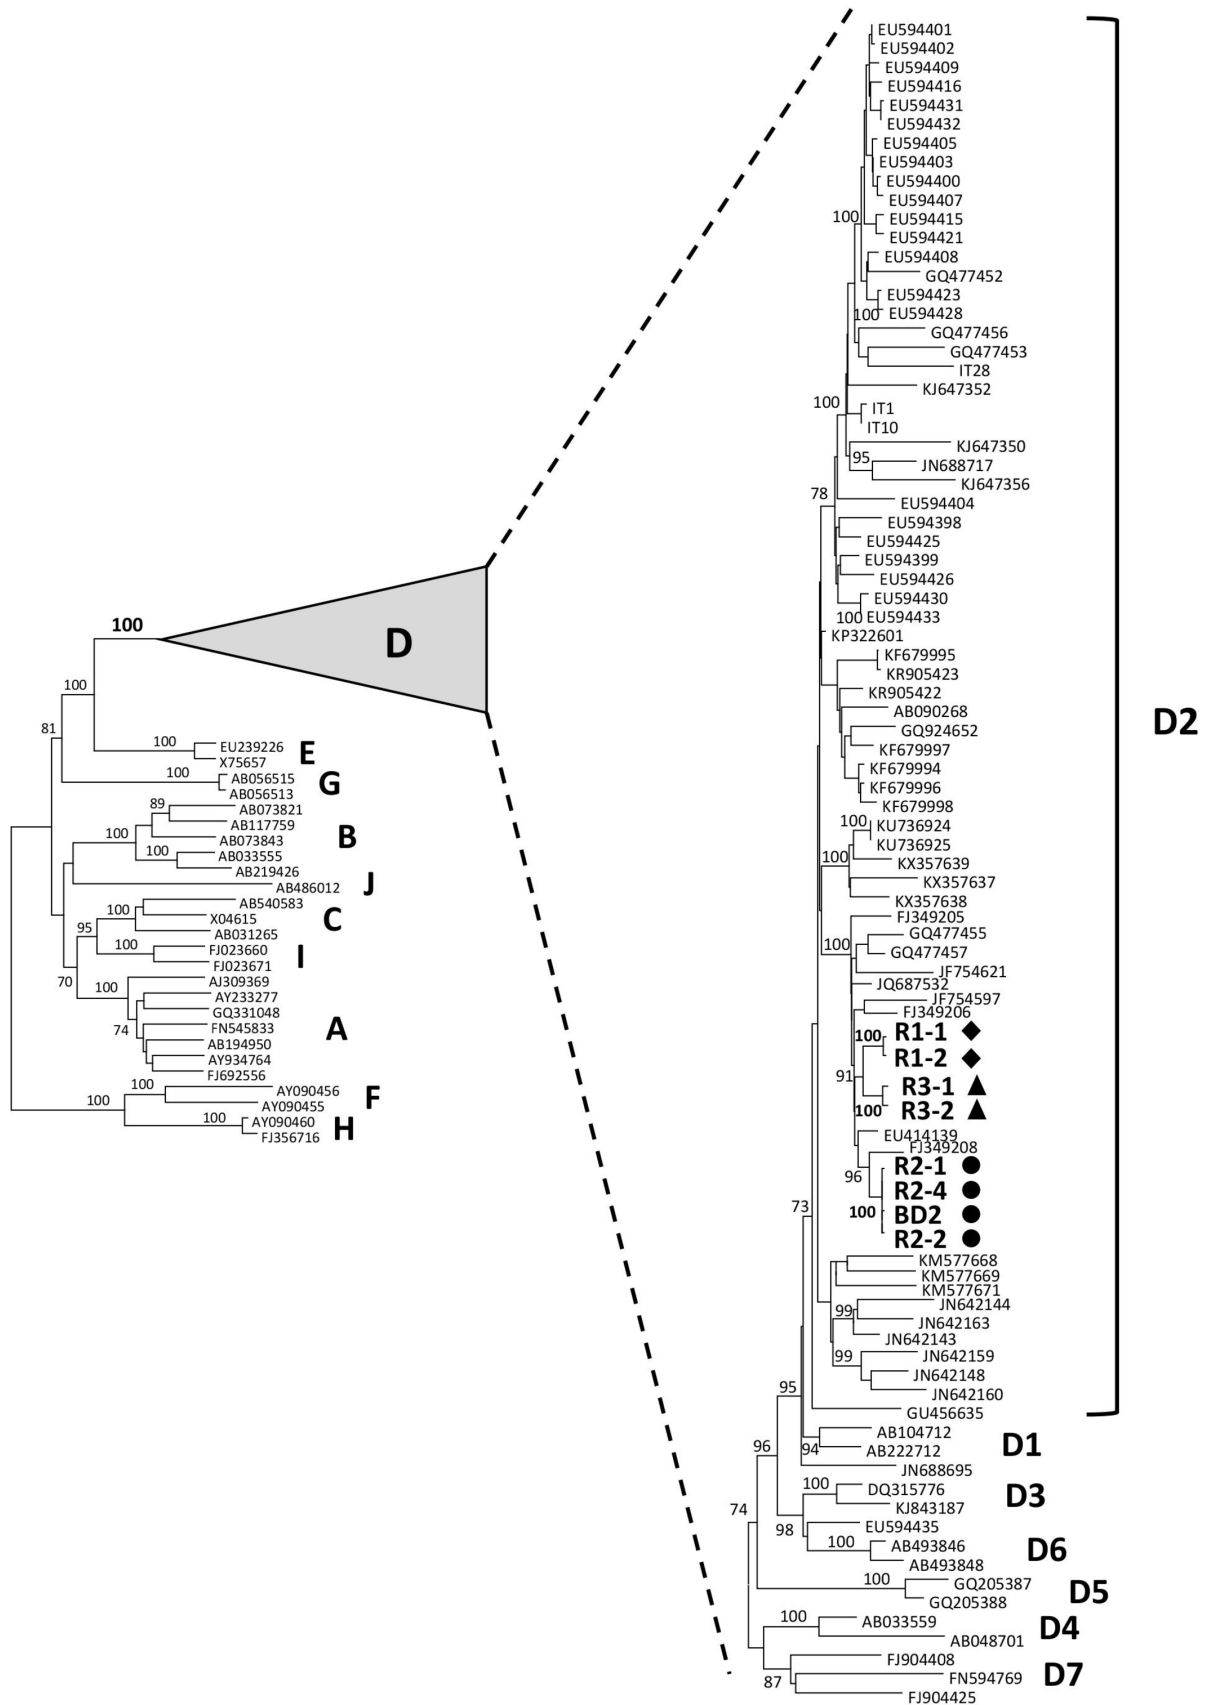 100
D
100
81
100
EU239226
X75657
E
100
AB056515
AB056513
G
89
AB073821
AB117759
100
AB073843
B
100
AB033555
AB219426
AB486012
J
AB540583
100
X04615
C
95
AB031265
100
FJ023660
FJ023671
I
70
100
AJ309369
AY233277
GQ331048
74
FN545833
A
AB194950
AY934764
FJ692556
100
AY090456
F
100
AY090455
100
AY090460
H
FJ356716
EU594401
EU594402
EU594409
EU594416
EU594431
EU594432
EU594405
EU594403
EU594400
EU594407
100
EU594415
EU594421
EU594408
GQ477452
EU594423
100
EU594428
GQ477456
GQ477453
IT28
KJ647352
100
IT1
IT10
KJ647350
95
JN688717
KJ647356
78
EU594404
EU594398
EU594425
EU594399
EU594426
EU594430
100
EU594433
KP322601
KF679995
KR905423
KR905422
AB090268
D2
GQ924652
KF679997
KF679994
KF679996
KF679998
100
KU736924
KU736925
100
KX357639
KX357637
KX357638
FJ349205
GQ477455
100
GQ477457
JF754621
JQ687532
JF754597
FJ349206
100
R1-1
R1-2
91
R3-1
100
R3-2
EU414139
FJ349208
96
R2-1
R2-4
100
BD2
R2-2
73
KM577668
KM577669
KM577671
JN642144
99
JN642163
JN642143
99
JN642159
JN642148
JN642160
95
GU456635
AB104712
94
AB222712
D1
96
JN688695
100
DQ315776
D3
KJ843187
74
98
EU594435
100
AB493846
D6
AB493848
100
GQ205387
D5
GQ205388
100
AB033559
D4
AB048701
FJ904408
87
FN594769
D7
FJ904425